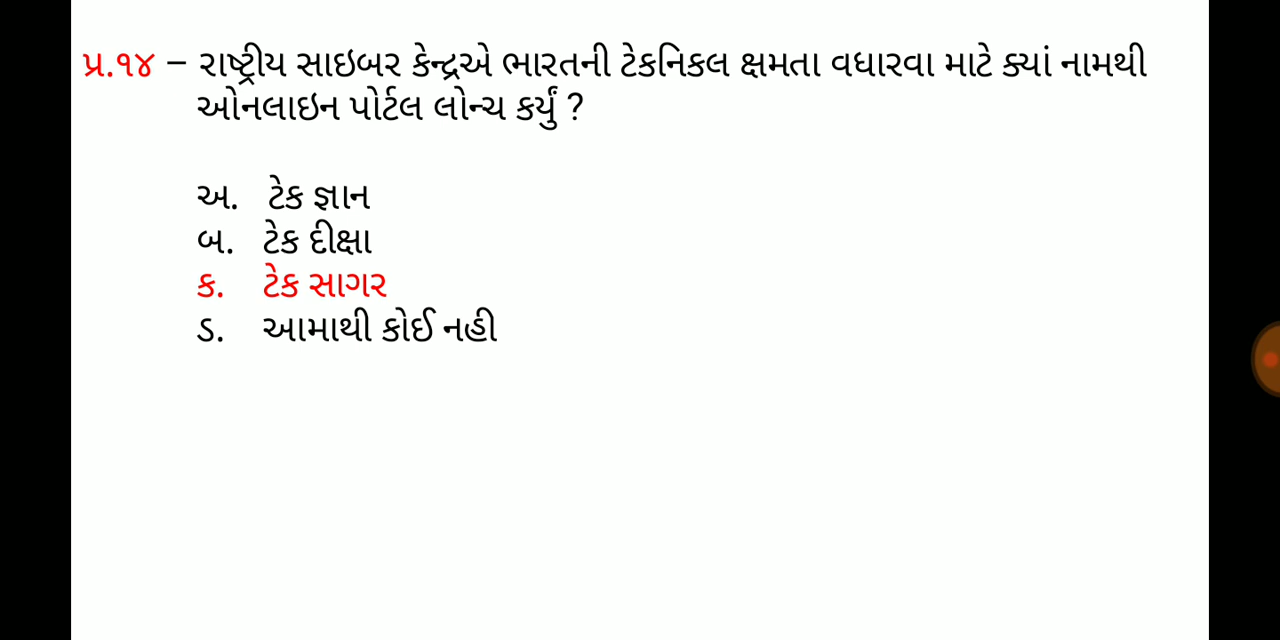 પ્ર.૧૪ – રાષ્ટ્રીય સાઇબર કેન્દ્રએ ભારતની ટેકનિકલ ક્ષમતા વધારવા માટે ક્યાં નામથી
ઓનલાઇન પોર્ટલ લોન્ચ કર્યું ?
અ. ટેક જ્ઞાન
બ. ટેક દીક્ષા
ક. ટેક સાગર
ડ. આમાથી કોઈ નહી